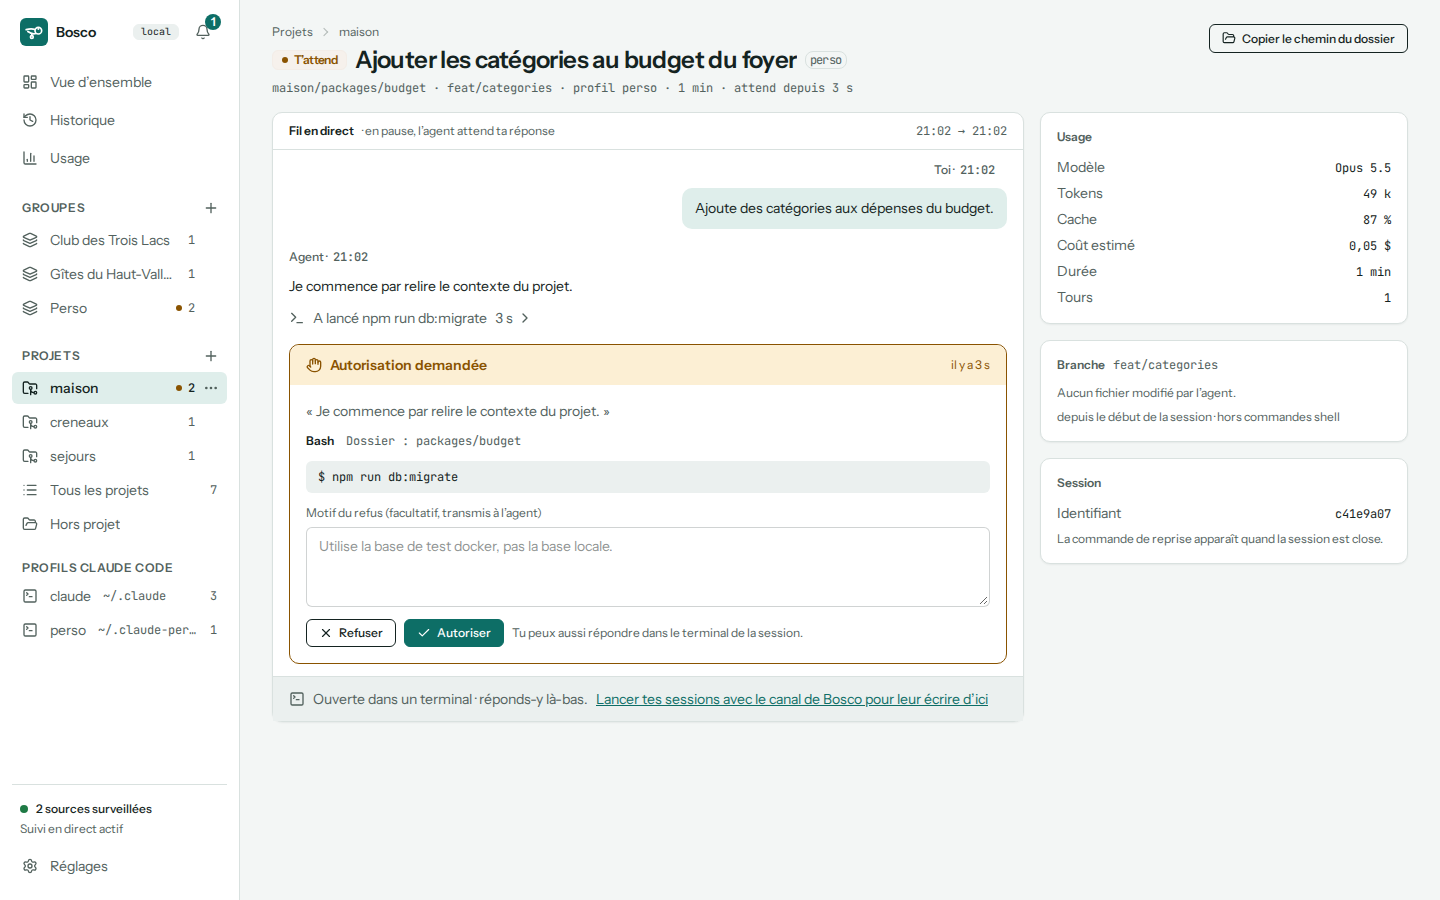 Bosco local 1
Vue d'ensemble
Historique
Usage
GROUPES
Club des Trois Lacs 1
Gîtes du Haut-Vall... 1
Perso 2
PROJETS
maison 2
creneaux 1
sejours 1
Tous les projets 7
Hors projet
PROFILS CLAUDE CODE
claude ~/.claude 3
perso ~/.claude-per... 1
2 sources surveillées
Suivi en direct actif
Réglages
Projets > maison
T'attend Ajouter les catégories au budget du foyer perso
maison/packages/budget · feat/categories · profil perso · 1 min · attend depuis 3 s
Copier le chemin du dossier
Fil en direct · en pause, l'agent attend ta réponse 21:02 → 21:02
Toi · 21:02
Ajoute des catégories aux dépenses du budget.
Agent · 21:02
Je commence par relire le contexte du projet.
A lancé npm run db:migrate 3 s
Autorisation demandée il y a 3 s
« Je commence par relire le contexte du projet. »
Bash Dossier : packages/budget
$ npm run db:migrate
Motif du refus (facultatif, transmis à l'agent)
Utilise la base de test docker, pas la base locale.
Refuser Autoriser Tu peux aussi répondre dans le terminal de la session.
Ouverte dans un terminal · réponds-y là-bas. Lancer tes sessions avec le canal de Bosco pour leur écrire d'ici
Usage
Modèle Opus 5.5
Tokens 49 k
Cache 87 %
Coût estimé 0,05 $
Durée 1 min
Tours 1
Branche feat/categories
Aucun fichier modifié par l'agent.
depuis le début de la session · hors commandes shell
Session
Identifiant c41e9a07
La commande de reprise apparaît quand la session est close.